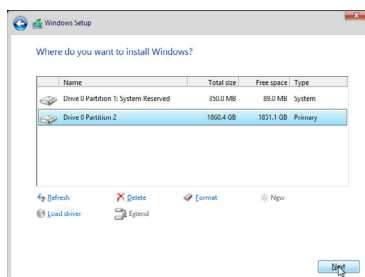 Windows Setup
Where do you want to install Windows?
Name Total size Free space Type
Drive 0 Partition 1: System Reserved 350.0 MB 89.0 MB System
Drive 0 Partition 2 1860.4 GB 1851.1 GB Primary
Refresh Delete Format New
Load driver Extend
Next